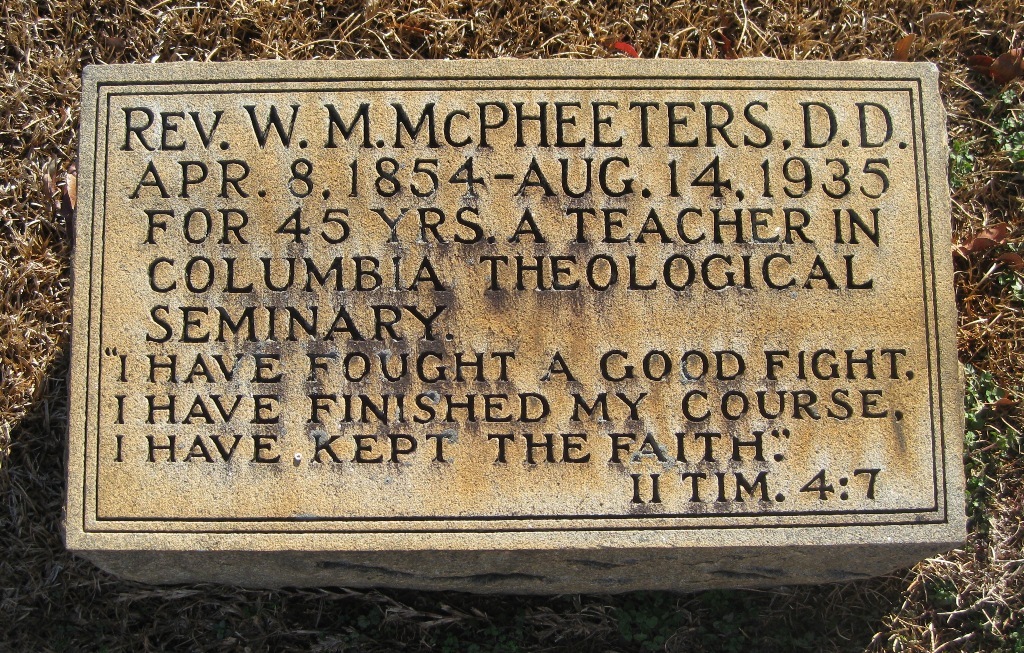 REV. W. M. McPHEETERS, D.D.
APR. 8, 1854-AUG. 14, 1935
FOR 45 YRS. A TEACHER IN
COLUMBIA THEOLOGICAL
SEMINARY.
"I HAVE FOUGHT A GOOD FIGHT,
I HAVE FINISHED MY COURSE,
I HAVE KEPT THE FAITH."
II TIM. 4:7